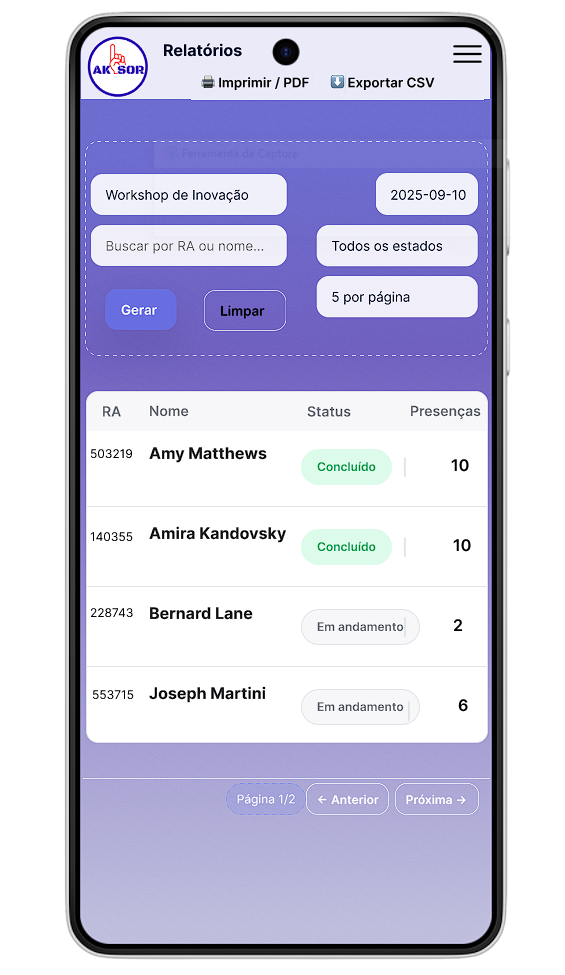 AK SOR
Relatórios
Imprimir / PDF
Exportar CSV
Ferramenta de Captura
Workshop de Inovação
2025-09-10
Buscar por RA ou nome...
Todos os estados
5 por página
Gerar
Limpar
RA Nome Status Presenças
503219 Amy Matthews Concluído 10
140355 Amira Kandovsky Concluído 10
228743 Bernard Lane Em andamento 2
553715 Joseph Martini Em andamento 6
Página 1/2 ← Anterior Próxima →